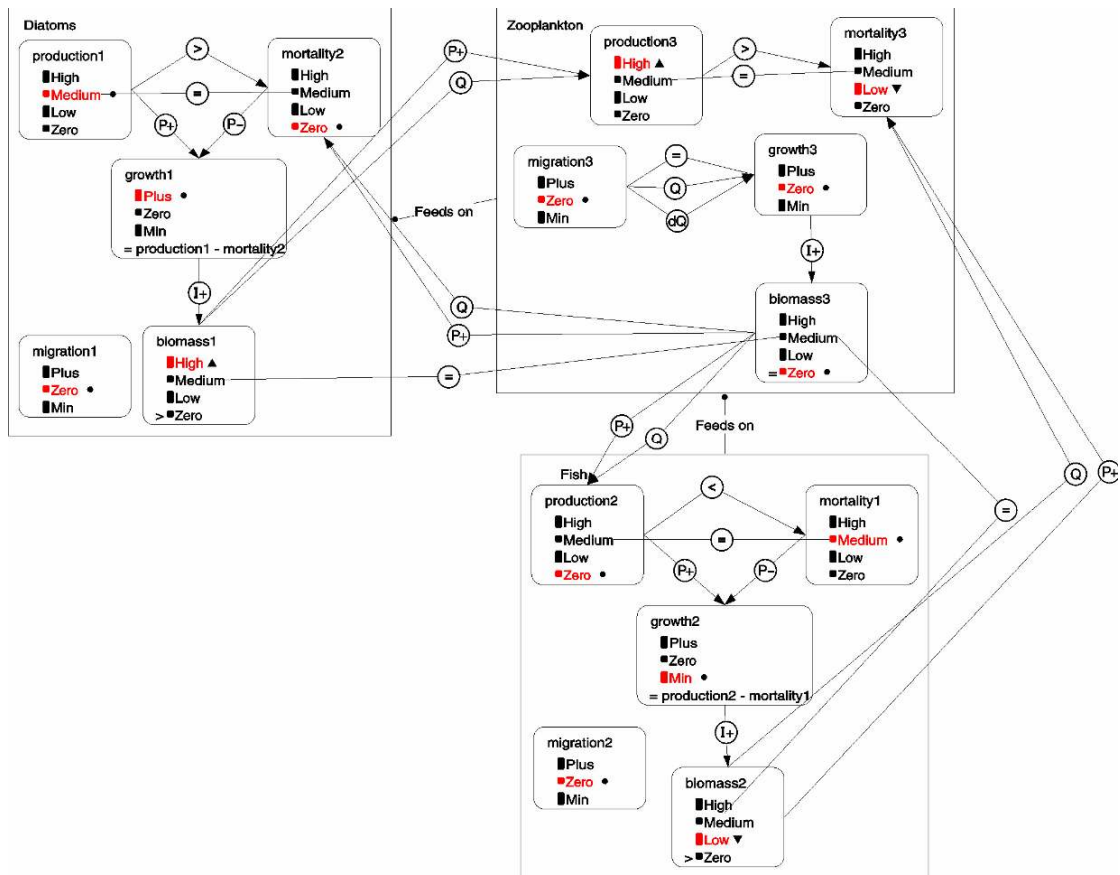 Diatoms
production1
High
Medium
Low
Zero
>
=
P+
P-
mortality2
High
Medium
Low
Zero
growth1
Plus
Zero
Min
= production1 - mortality2
I+
migration1
Plus
Zero
Min
biomass1
High
Medium
Low
> Zero
P+
Q
Feeds on
Q
P+
=
Zooplankton
production3
High
Medium
Low
Zero
>
=
mortality3
High
Medium
Low
Zero
migration3
Plus
Zero
Min
=
Q
dQ
growth3
Plus
Zero
Min
I+
biomass3
High
Medium
Low
= Zero
P+
Q
Feeds on
Q
P+
=
Fish
production2
High
Medium
Low
Zero
<
=
P+
P-
mortality1
High
Medium
Low
Zero
growth2
Plus
Zero
Min
= production2 - mortality1
I+
migration2
Plus
Zero
Min
biomass2
High
Medium
Low
> Zero